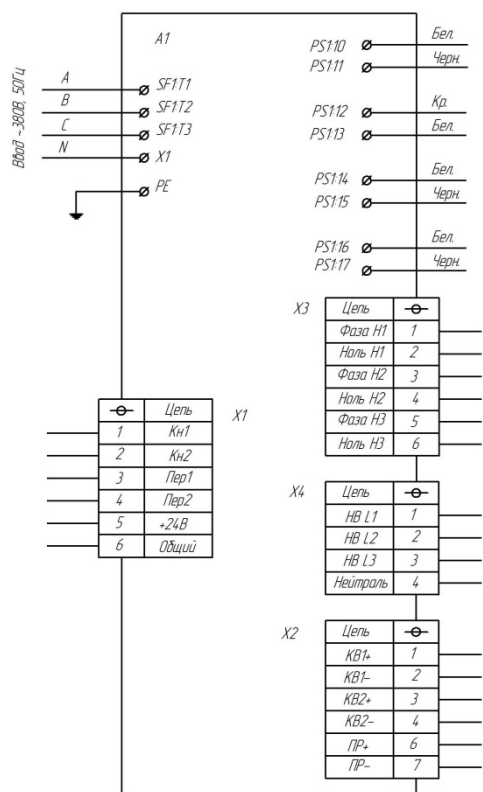 A1
Ввод ~380В, 50Гц
A SF1:T1
B SF1:T2
C SF1:T3
N X1
PE
PS1:10 Бел.
PS1:11 Черн.
PS1:12 Кр.
PS1:13 Бел.
PS1:14 Бел.
PS1:15 Черн.
PS1:16 Бел.
PS1:17 Черн.
X3
Цепь
Фаза Н1 1
Ноль Н1 2
Фаза Н2 3
Ноль Н2 4
Фаза Н3 5
Ноль Н3 6
X1
Цепь
1 Кн1
2 Кн2
3 Пер1
4 Пер2
5 +24В
6 Общий
X4
Цепь
НВ L1 1
НВ L2 2
НВ L3 3
Нейтраль 4
X2
Цепь
КВ1+ 1
КВ1- 2
КВ2+ 3
КВ2- 4
ПР+ 6
ПР- 7